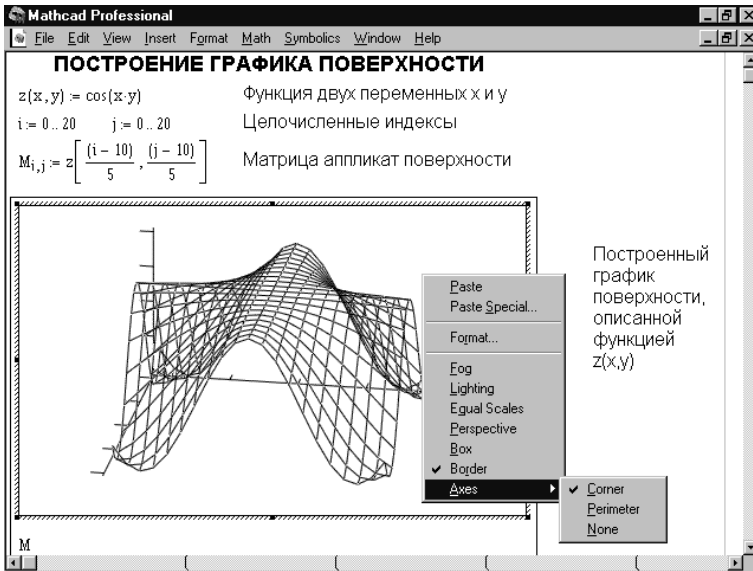 Mathcad Professional
File Edit View Insert Format Math Symbolics Window Help
ПОСТРОЕНИЕ ГРАФИКА ПОВЕРХНОСТИ
z(x,y) := cos(x·y) Функция двух переменных x и y
i := 0..20 j := 0..20 Целочисленные индексы
M_{i,j} := z[(i − 10)/5 , (j − 10)/5] Матрица аппликат поверхности
Построенный
график
поверхности,
описанной
функцией
z(x,y)
Paste
Paste Special...
Format...
Fog
Lighting
Equal Scales
Perspective
Box
Border
Axes
Corner
Perimeter
None
M